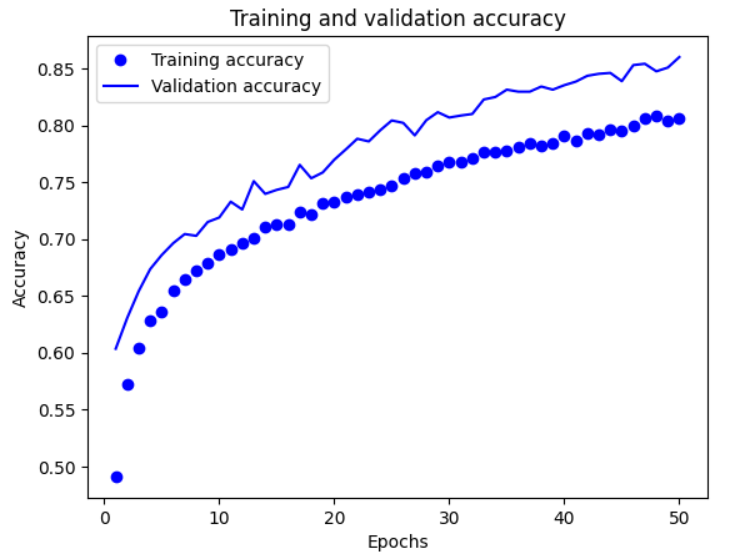 Training and validation accuracy
Training accuracy
Validation accuracy
0.85
0.80
0.75
0.70
0.65
0.60
0.55
0.50
Accuracy
0
10
20
30
40
50
Epochs